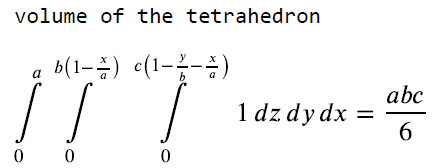 volume of the tetrahedron
∫₀^a ∫₀^{b(1−x/a)} ∫₀^{c(1−y/b−x/a)} 1 dz dy dx = abc/6